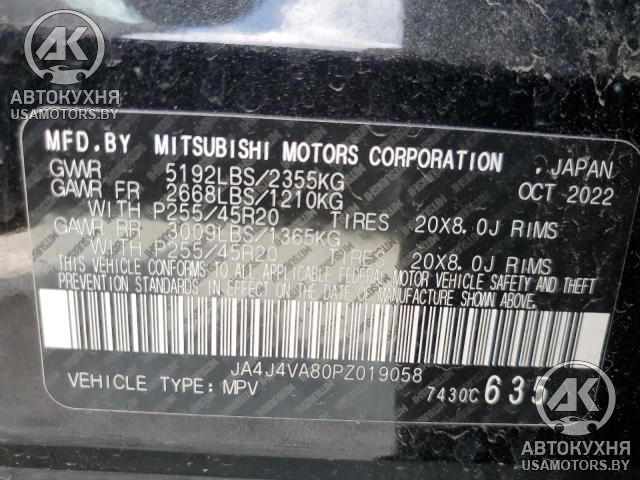 AK
АВТОКУХНЯ
USAMOTORS.BY
MFD.BY MITSUBISHI MOTORS CORPORATION , JAPAN
GVWR 5192LBS/2355KG OCT 2022
GAWR FR 2668LBS/1210KG
WITH P255/45R20 TIRES 20X8.0J RIMS
GAWR RR 3009LBS/1365KG
WITH P255/45R20 TIRES 20X8.0J RIMS
THIS VEHICLE CONFORMS TO ALL APPLICABLE FEDERAL MOTOR VEHICLE SAFETY AND THEFT
PREVENTION STANDARDS IN EFFECT ON THE DATE OF MANUFACTURE SHOWN ABOVE.
JA4J4VA80PZ019058
VEHICLE TYPE: MPV 7430C 635
AK
АВТОКУХНЯ
USAMOTORS.BY